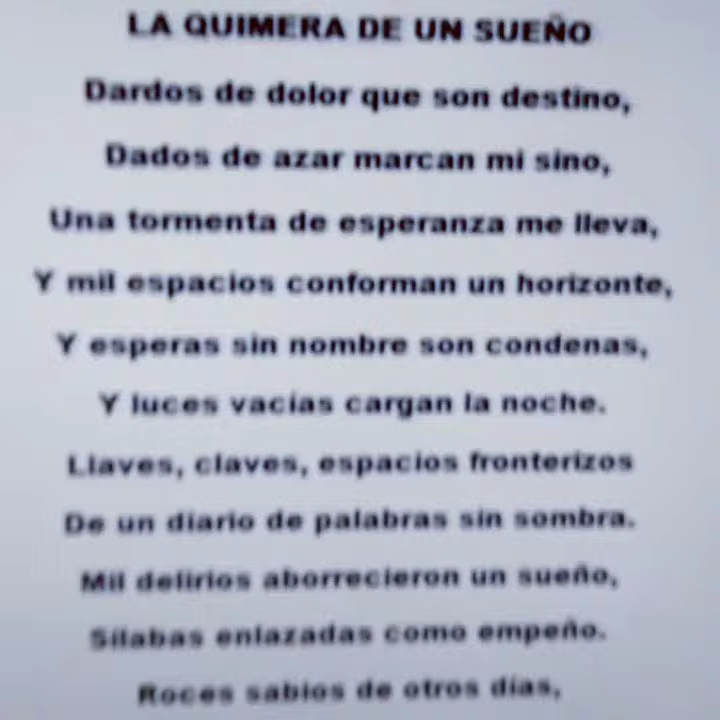 LA QUIMERA DE UN SUEÑO
Dardos de dolor que son destino,
Dados de azar marcan mi sino,
Una tormenta de esperanza me lleva,
Y mil espacios conforman un horizonte,
Y esperas sin nombre son condenas,
Y luces vacías cargan la noche.
Llaves, claves, espacios fronterizos
De un diario de palabras sin sombra.
Mil delirios aborrecieron un sueño,
Sílabas enlazadas como empeño.
Roces sabios de otros días,